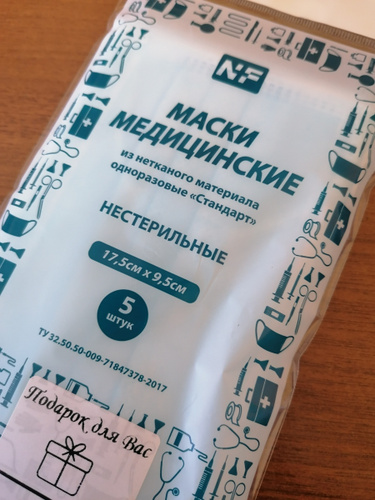 NF
МАСКИ
МЕДИЦИНСКИЕ
из нетканого материала
одноразовые «Стандарт»
НЕСТЕРИЛЬНЫЕ
17,5см х 9,5см
5
штук
ТУ 32.50.50-009-71847378-2017
Подарок для Вас